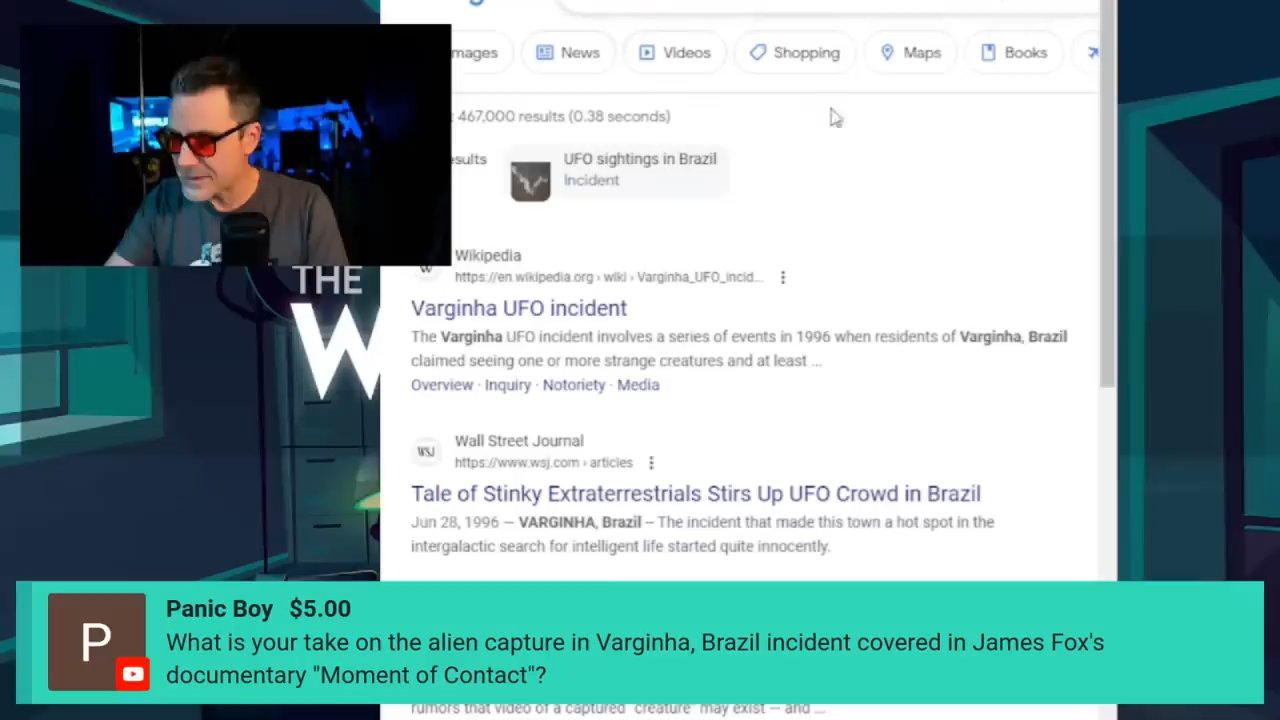 mages
News
Videos
Shopping
Maps
Books
467,000 results (0.38 seconds)
esults
UFO sightings in Brazil
Incident
Wikipedia
https://en.wikipedia.org › wiki › Varginha_UFO_incid...
W
Varginha UFO incident
The Varginha UFO incident involves a series of events in 1996 when residents of Varginha, Brazil
claimed seeing one or more strange creatures and at least ...
Overview · Inquiry · Notoriety · Media
THE
W
Wall Street Journal
WSJ
https://www.wsj.com › articles
Tale of Stinky Extraterrestrials Stirs Up UFO Crowd in Brazil
Jun 28, 1996 — VARGINHA, Brazil – The incident that made this town a hot spot in the
intergalactic search for intelligent life started quite innocently.
P
Panic Boy $5.00
What is your take on the alien capture in Varginha, Brazil incident covered in James Fox's
documentary "Moment of Contact"?
rumors that video of a captured "creature" may exist — and ...